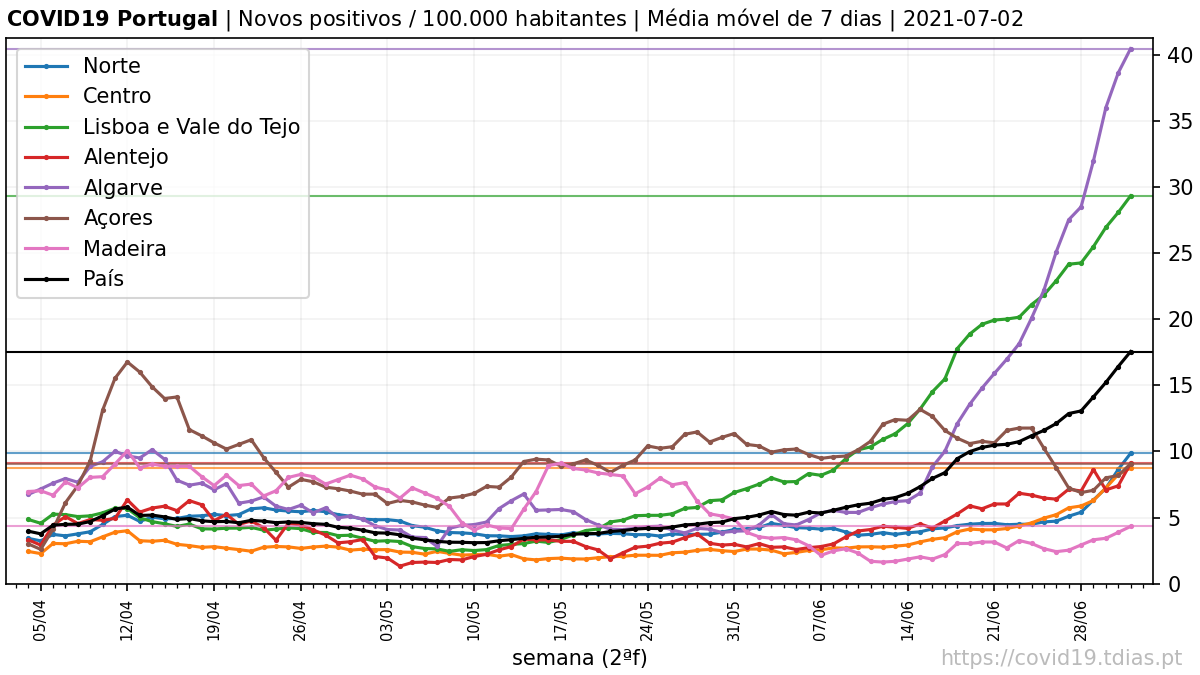 COVID19 Portugal | Novos positivos / 100.000 habitantes | Média móvel de 7 dias | 2021-07-02
Norte
Centro
Lisboa e Vale do Tejo
Alentejo
Algarve
Açores
Madeira
País
40
35
30
25
20
15
10
5
0
05/04
12/04
19/04
26/04
03/05
10/05
17/05
24/05
31/05
07/06
14/06
21/06
28/06
semana (2ªf)
https://covid19.tdias.pt